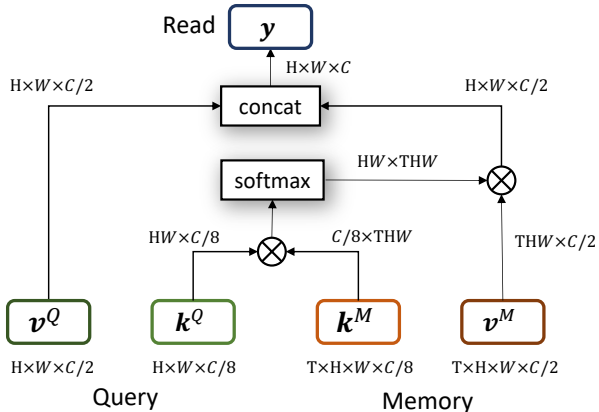 Read
y
H×W×C
H×W×C/2
H×W×C/2
concat
HW×THW
softmax
HW×C/8
C/8×THW
THW×C/2
v^Q
k^Q
k^M
v^M
H×W×C/2
H×W×C/8
T×H×W×C/8
T×H×W×C/2
Query
Memory